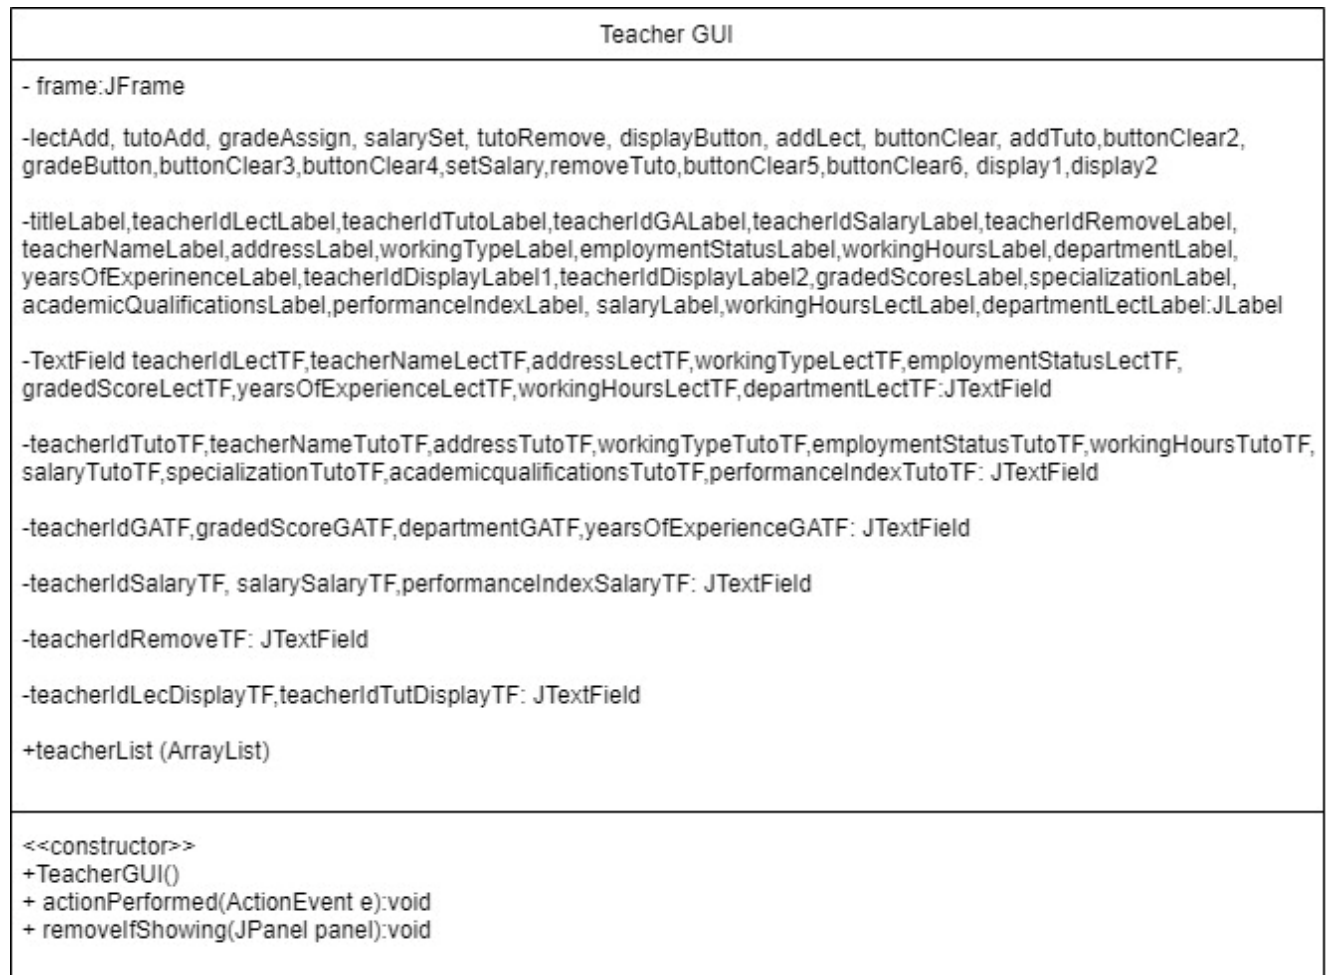 Teacher GUI
- frame:JFrame
-lectAdd, tutoAdd, gradeAssign, salarySet, tutoRemove, displayButton, addLect, buttonClear, addTuto,buttonClear2,
gradeButton,buttonClear3,buttonClear4,setSalary,removeTuto,buttonClear5,buttonClear6, display1,display2
-titleLabel,teacherIdLectLabel,teacherIdTutoLabel,teacherIdGALabel,teacherIdSalaryLabel,teacherIdRemoveLabel,
teacherNameLabel,addressLabel,workingTypeLabel,employmentStatusLabel,workingHoursLabel,departmentLabel,
yearsOfExperinenceLabel,teacherIdDisplayLabel1,teacherIdDisplayLabel2,gradedScoresLabel,specializationLabel,
academicQualificationsLabel,performanceIndexLabel, salaryLabel,workingHoursLectLabel,departmentLectLabel:JLabel
-TextField teacherIdLectTF,teacherNameLectTF,addressLectTF,workingTypeLectTF,employmentStatusLectTF,
gradedScoreLectTF,yearsOfExperienceLectTF,workingHoursLectTF,departmentLectTF:JTextField
-teacherIdTutoTF,teacherNameTutoTF,addressTutoTF,workingTypeTutoTF,employmentStatusTutoTF,workingHoursTutoTF,
salaryTutoTF,specializationTutoTF,academicqualificationsTutoTF,performanceIndexTutoTF: JTextField
-teacherIdGATF,gradedScoreGATF,departmentGATF,yearsOfExperienceGATF: JTextField
-teacherIdSalaryTF, salarySalaryTF,performanceIndexSalaryTF: JTextField
-teacherIdRemoveTF: JTextField
-teacherIdLecDisplayTF,teacherIdTutDisplayTF: JTextField
+teacherList (ArrayList)
<<constructor>>
+TeacherGUI()
+ actionPerformed(ActionEvent e):void
+ removeIfShowing(JPanel panel):void